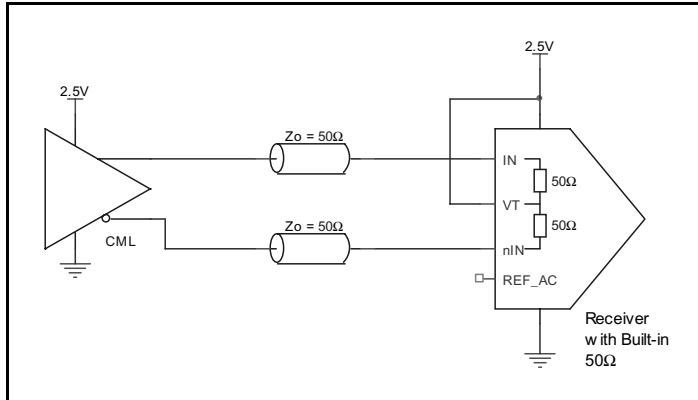 2.5V
2.5V
Zo = 50Ω
IN
50Ω
VT
Zo = 50Ω
50Ω
CML
nIN
REF_AC
Receiver
with Built-in
50Ω